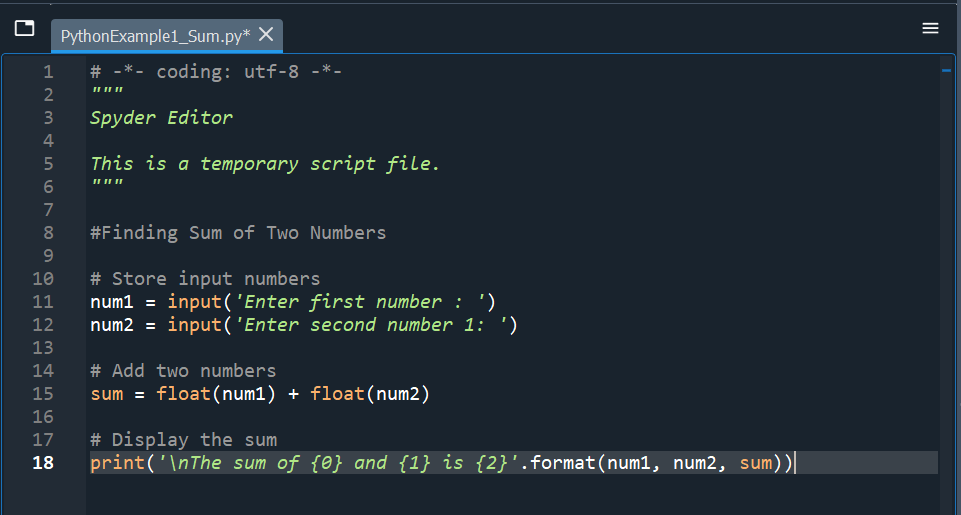 PythonExample1_Sum.py*
1 # -*- coding: utf-8 -*-
2 """
3 Spyder Editor
4
5 This is a temporary script file.
6 """
7
8 #Finding Sum of Two Numbers
9
10 # Store input numbers
11 num1 = input('Enter first number : ')
12 num2 = input('Enter second number 1: ')
13
14 # Add two numbers
15 sum = float(num1) + float(num2)
16
17 # Display the sum
18 print('\nThe sum of {0} and {1} is {2}'.format(num1, num2, sum))